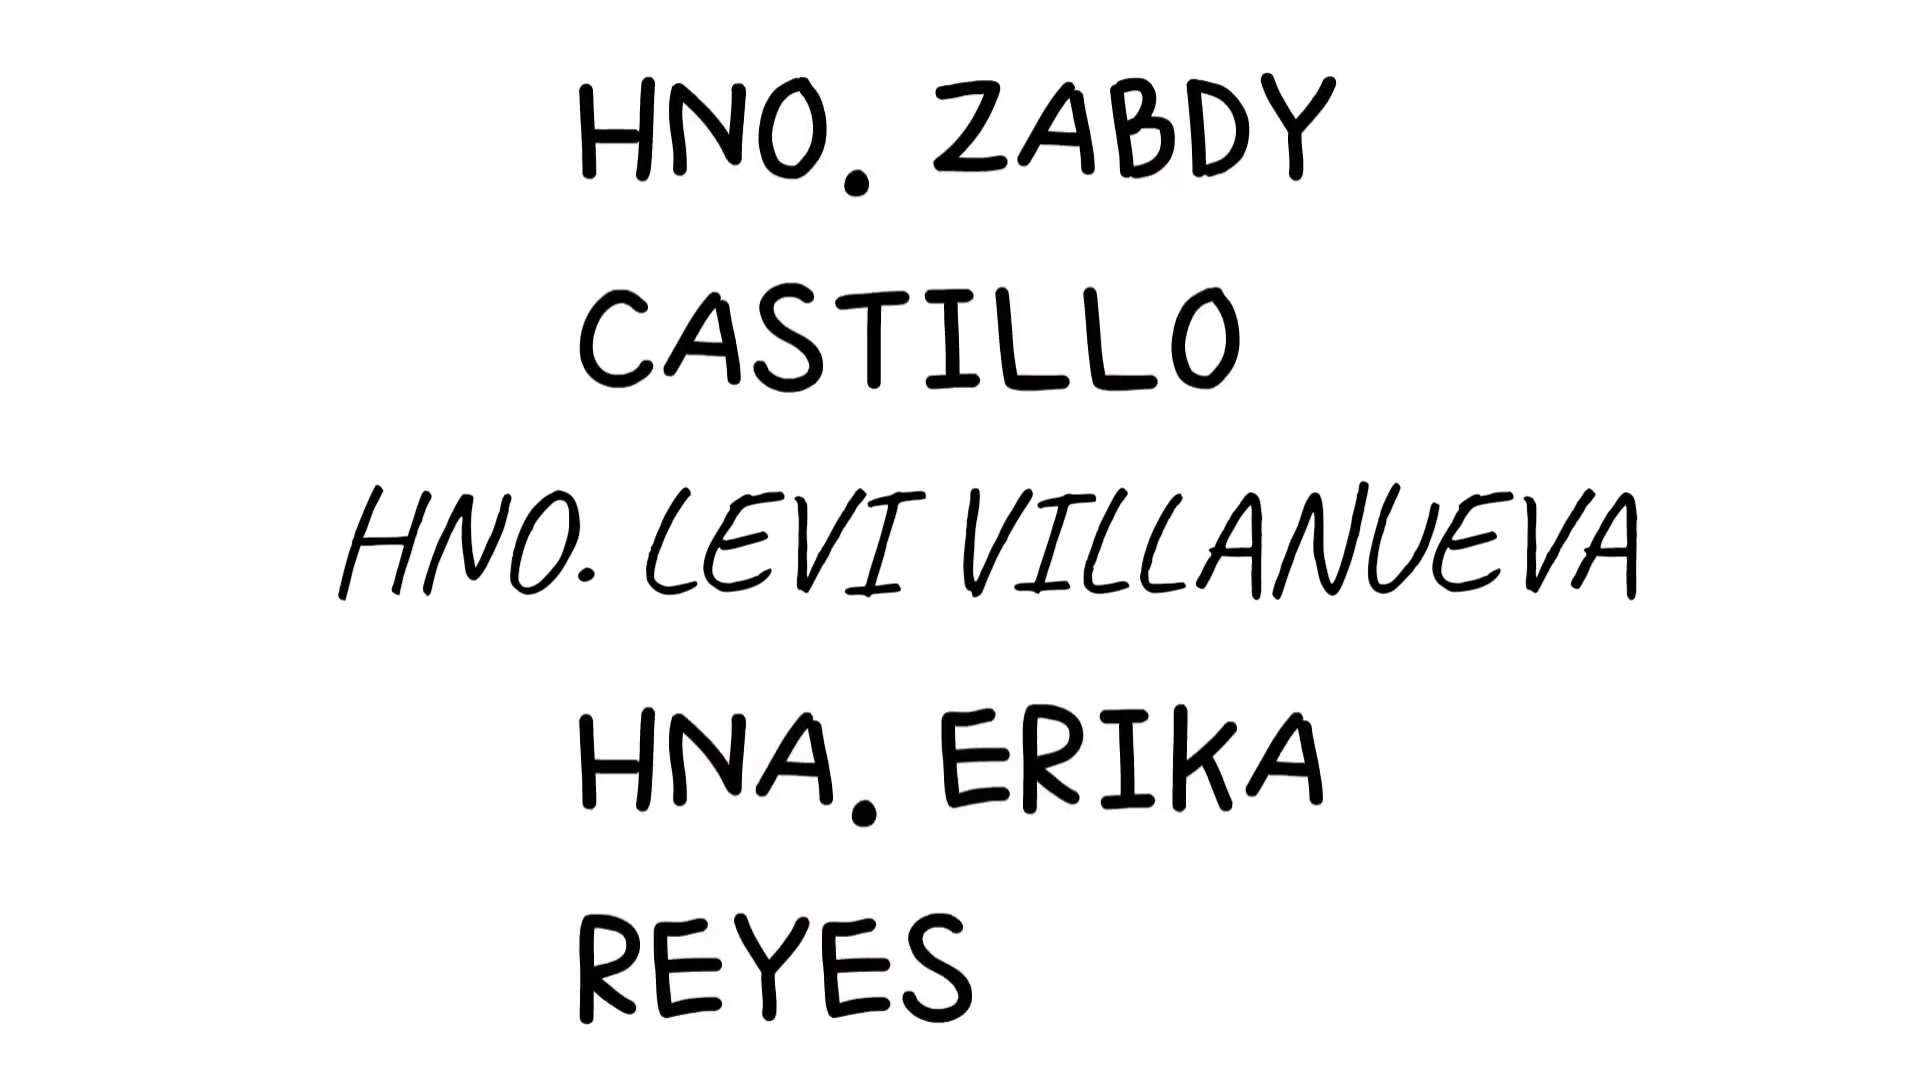 HNO. ZABDY
CASTILLO
HNO. LEVI VILLANUEVA
HNA. ERIKA
REYES